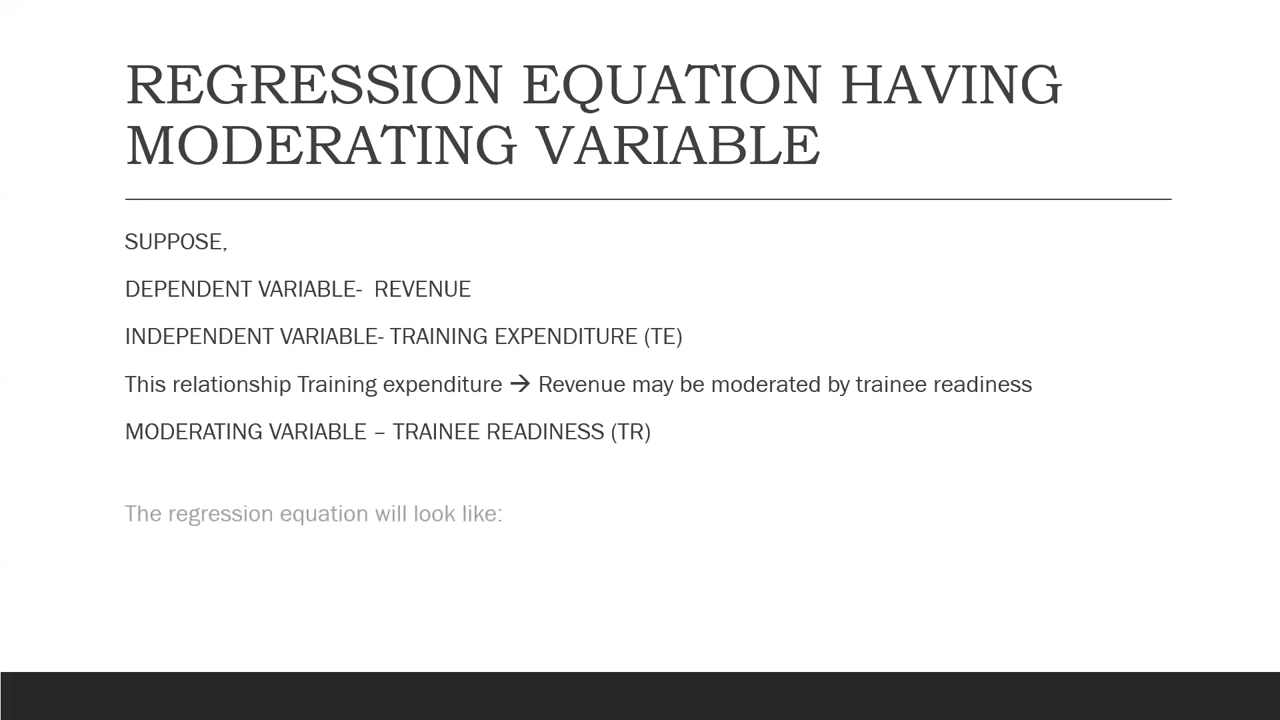 REGRESSION EQUATION HAVING
MODERATING VARIABLE
SUPPOSE,
DEPENDENT VARIABLE- REVENUE
INDEPENDENT VARIABLE- TRAINING EXPENDITURE (TE)
This relationship Training expenditure → Revenue may be moderated by trainee readiness
MODERATING VARIABLE – TRAINEE READINESS (TR)
The regression equation will look like: